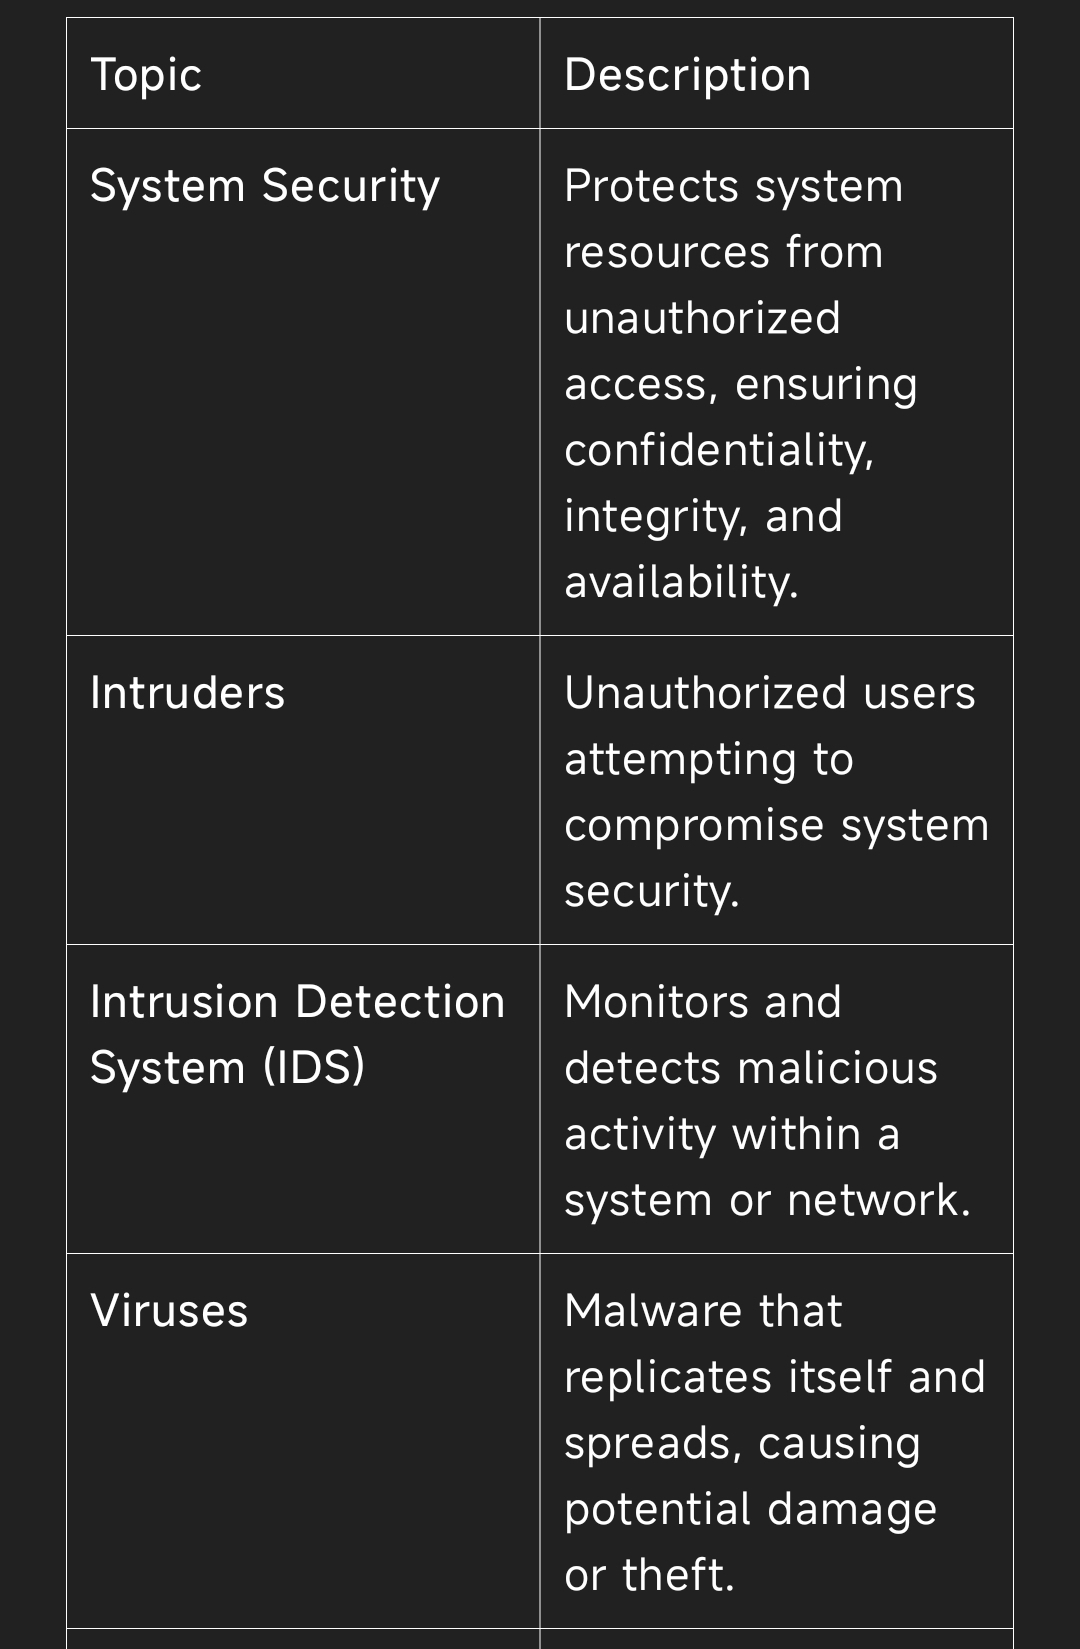 Topic
Description
System Security
Protects system
resources from
unauthorized
access, ensuring
confidentiality,
integrity, and
availability.
Intruders
Unauthorized users
attempting to
compromise system
security.
Intrusion Detection
System (IDS)
Monitors and
detects malicious
activity within a
system or network.
Viruses
Malware that
replicates itself and
spreads, causing
potential damage
or theft.